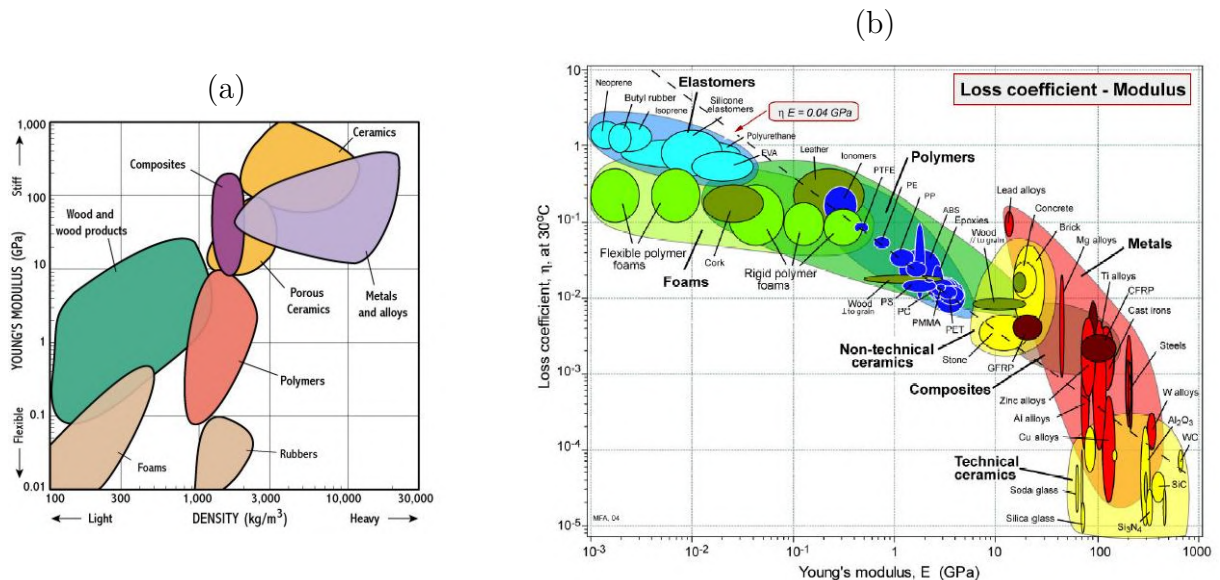 (a)
YOUNG'S MODULUS (GPa)
Stiff
Flexible
1,000
100
10
1
0.1
0.01
Ceramics
Composites
Wood and
wood products
Porous
Ceramics
Metals
and alloys
Polymers
Foams
Rubbers
100
300
1,000
3,000
10,000
30,000
Light
DENSITY (kg/m³)
Heavy
(b)
Loss coefficient, η, at 30°C
10
1
10⁻¹
10⁻²
10⁻³
10⁻⁴
10⁻⁵
Loss coefficient - Modulus
Neoprene
Elastomers
Butyl rubber
Silicone
elastomers
Isoprene
η E = 0.04 GPa
Polyurethane
EVA
Leather
Ionomers
Polymers
PTFE
PE
PP
ABS
Epoxies
Lead alloys
Concrete
Brick
Wood
// to grain
Mg alloys
Metals
Ti alloys
CFRP
Cast irons
Flexible polymer
foams
Cork
Foams
Rigid polymer
foams
Wood
⊥ to grain
PS
PC
PMMA
PET
Stone
Non-technical
ceramics
GFRP
Composites
Steels
Zinc alloys
Al alloys
W alloys
Al₂O₃
Cu alloys
WC
Technical
ceramics
Soda glass
SiC
Silica glass
Si₃N₄
MFA, 04
10⁻³
10⁻²
10⁻¹
1
10
100
1000
Young's modulus, E (GPa)